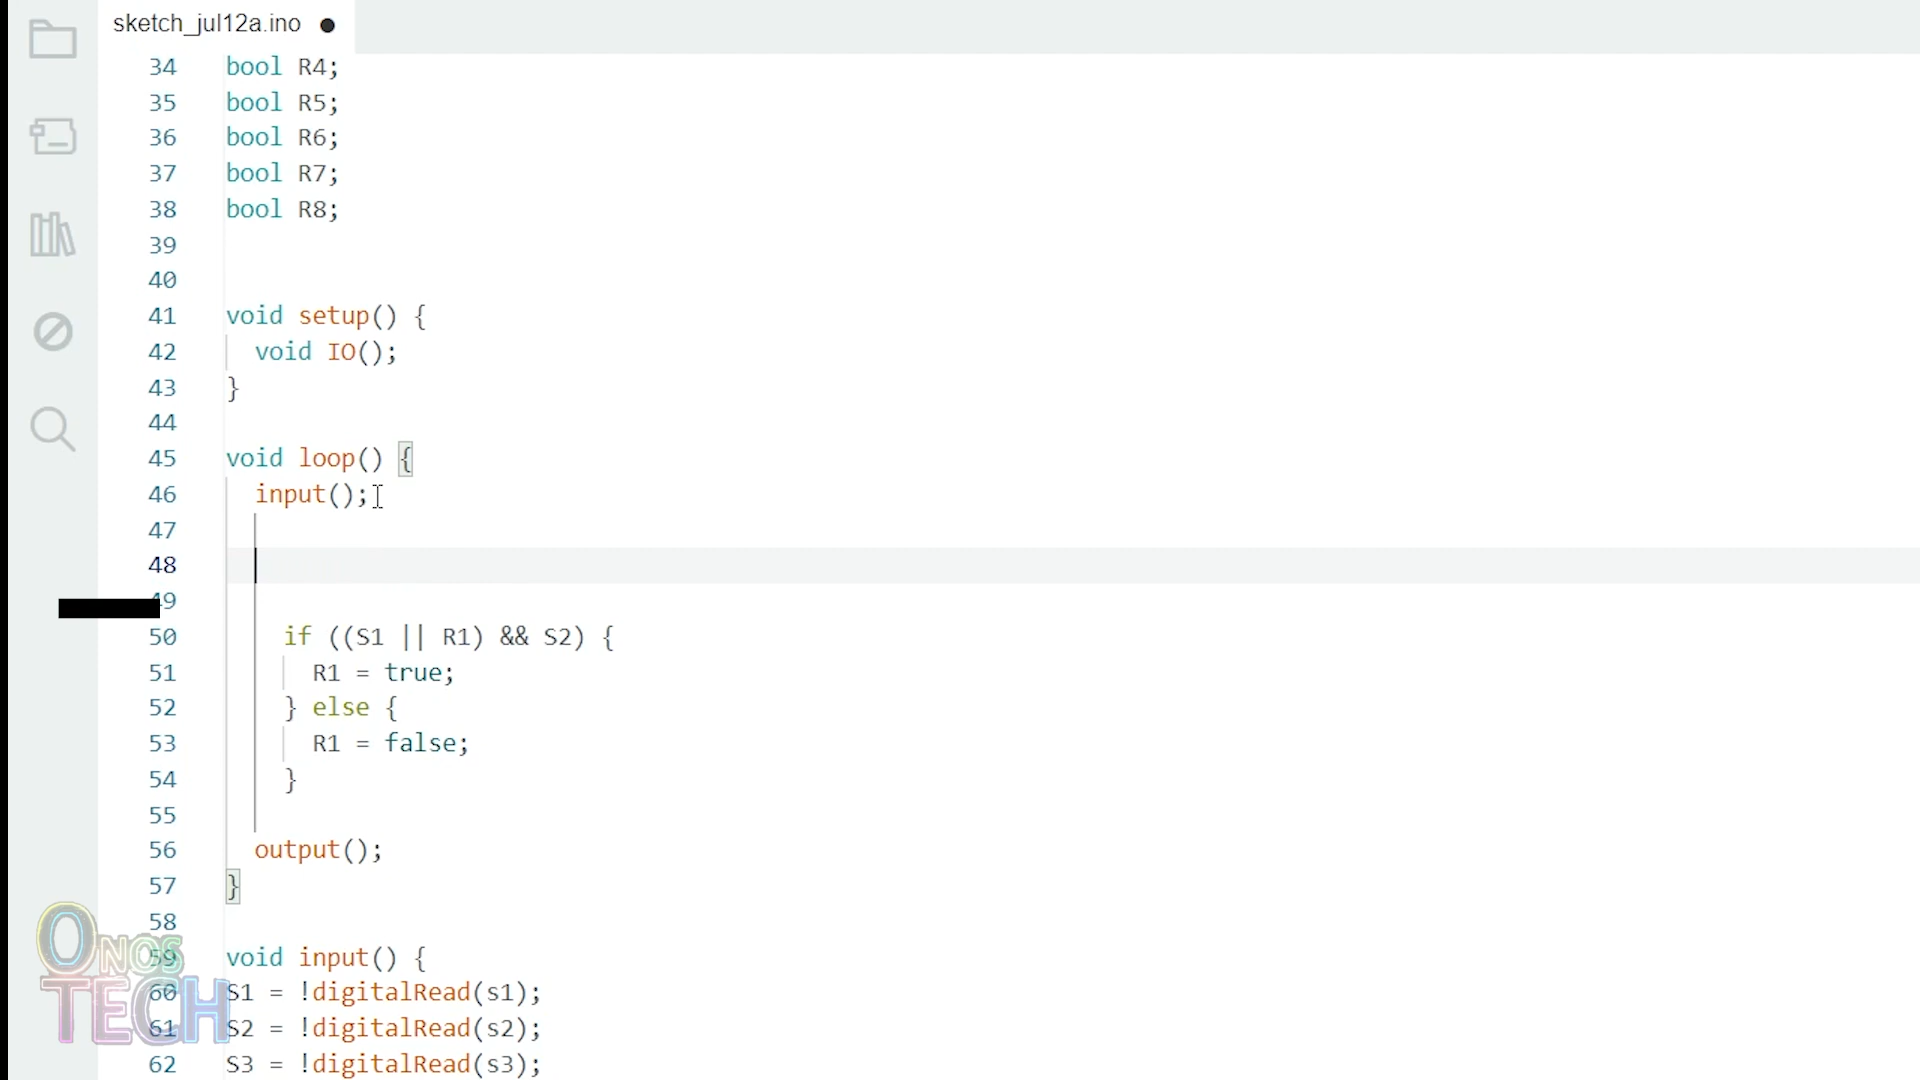 sketch_jul12a.ino
34 bool R4;
35 bool R5;
36 bool R6;
37 bool R7;
38 bool R8;
39
40
41 void setup() {
42 void IO();
43 }
44
45 void loop() {
46 input();
47
48
49
50 if ((S1 || R1) && S2) {
51 R1 = true;
52 } else {
53 R1 = false;
54 }
55
56 output();
57 }
58
59 void input() {
60 S1 = !digitalRead(s1);
61 S2 = !digitalRead(s2);
62 S3 = !digitalRead(s3);
ONOS
TECH